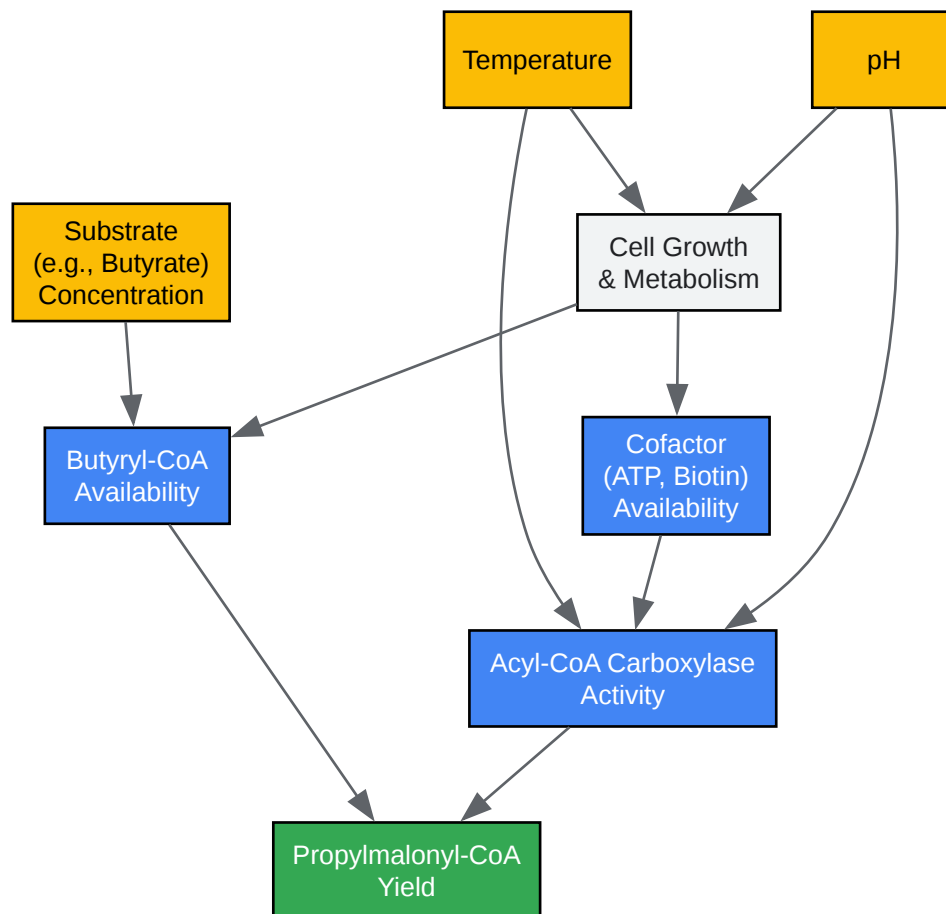 Temperature
pH
Substrate
(e.g., Butyrate)
Concentration
Cell Growth
& Metabolism
Butyryl-CoA
Availability
Cofactor
(ATP, Biotin)
Availability
Acyl-CoA Carboxylase
Activity
Propylmalonyl-CoA
Yield